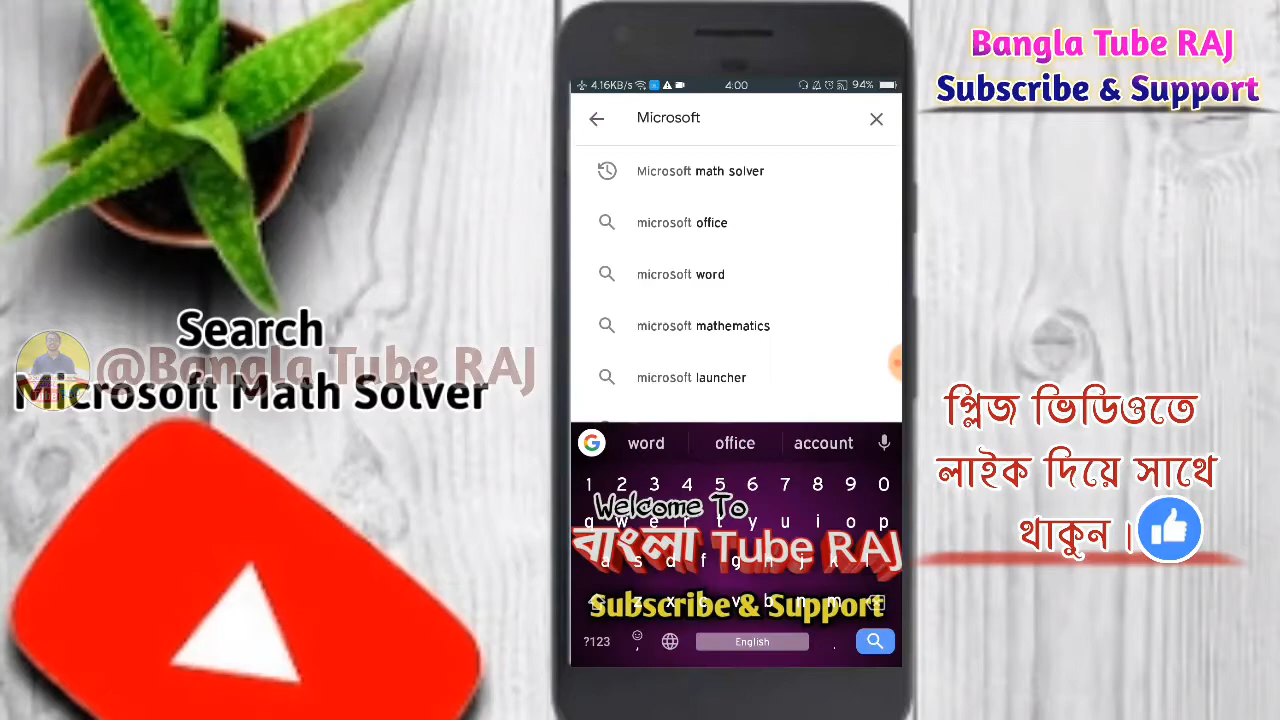 Bangla Tube RAJ
Subscribe & Support
4.16KB/s 4:00 94%
Microsoft
Microsoft math solver
microsoft office
microsoft word
microsoft mathematics
microsoft launcher
Search
@Bangla Tube RAJ
Microsoft Math Solver
প্লিজ ভিডিওতে
লাইক দিয়ে সাথে
থাকুন।
word office account
1 2 3 4 5 6 7 8 9 0
Welcome To
q w e r t y u i o p
বাংলা Tube RAJ
a s d f g h j k l
Subscribe & Support
z x c v b n m
?123 , English .